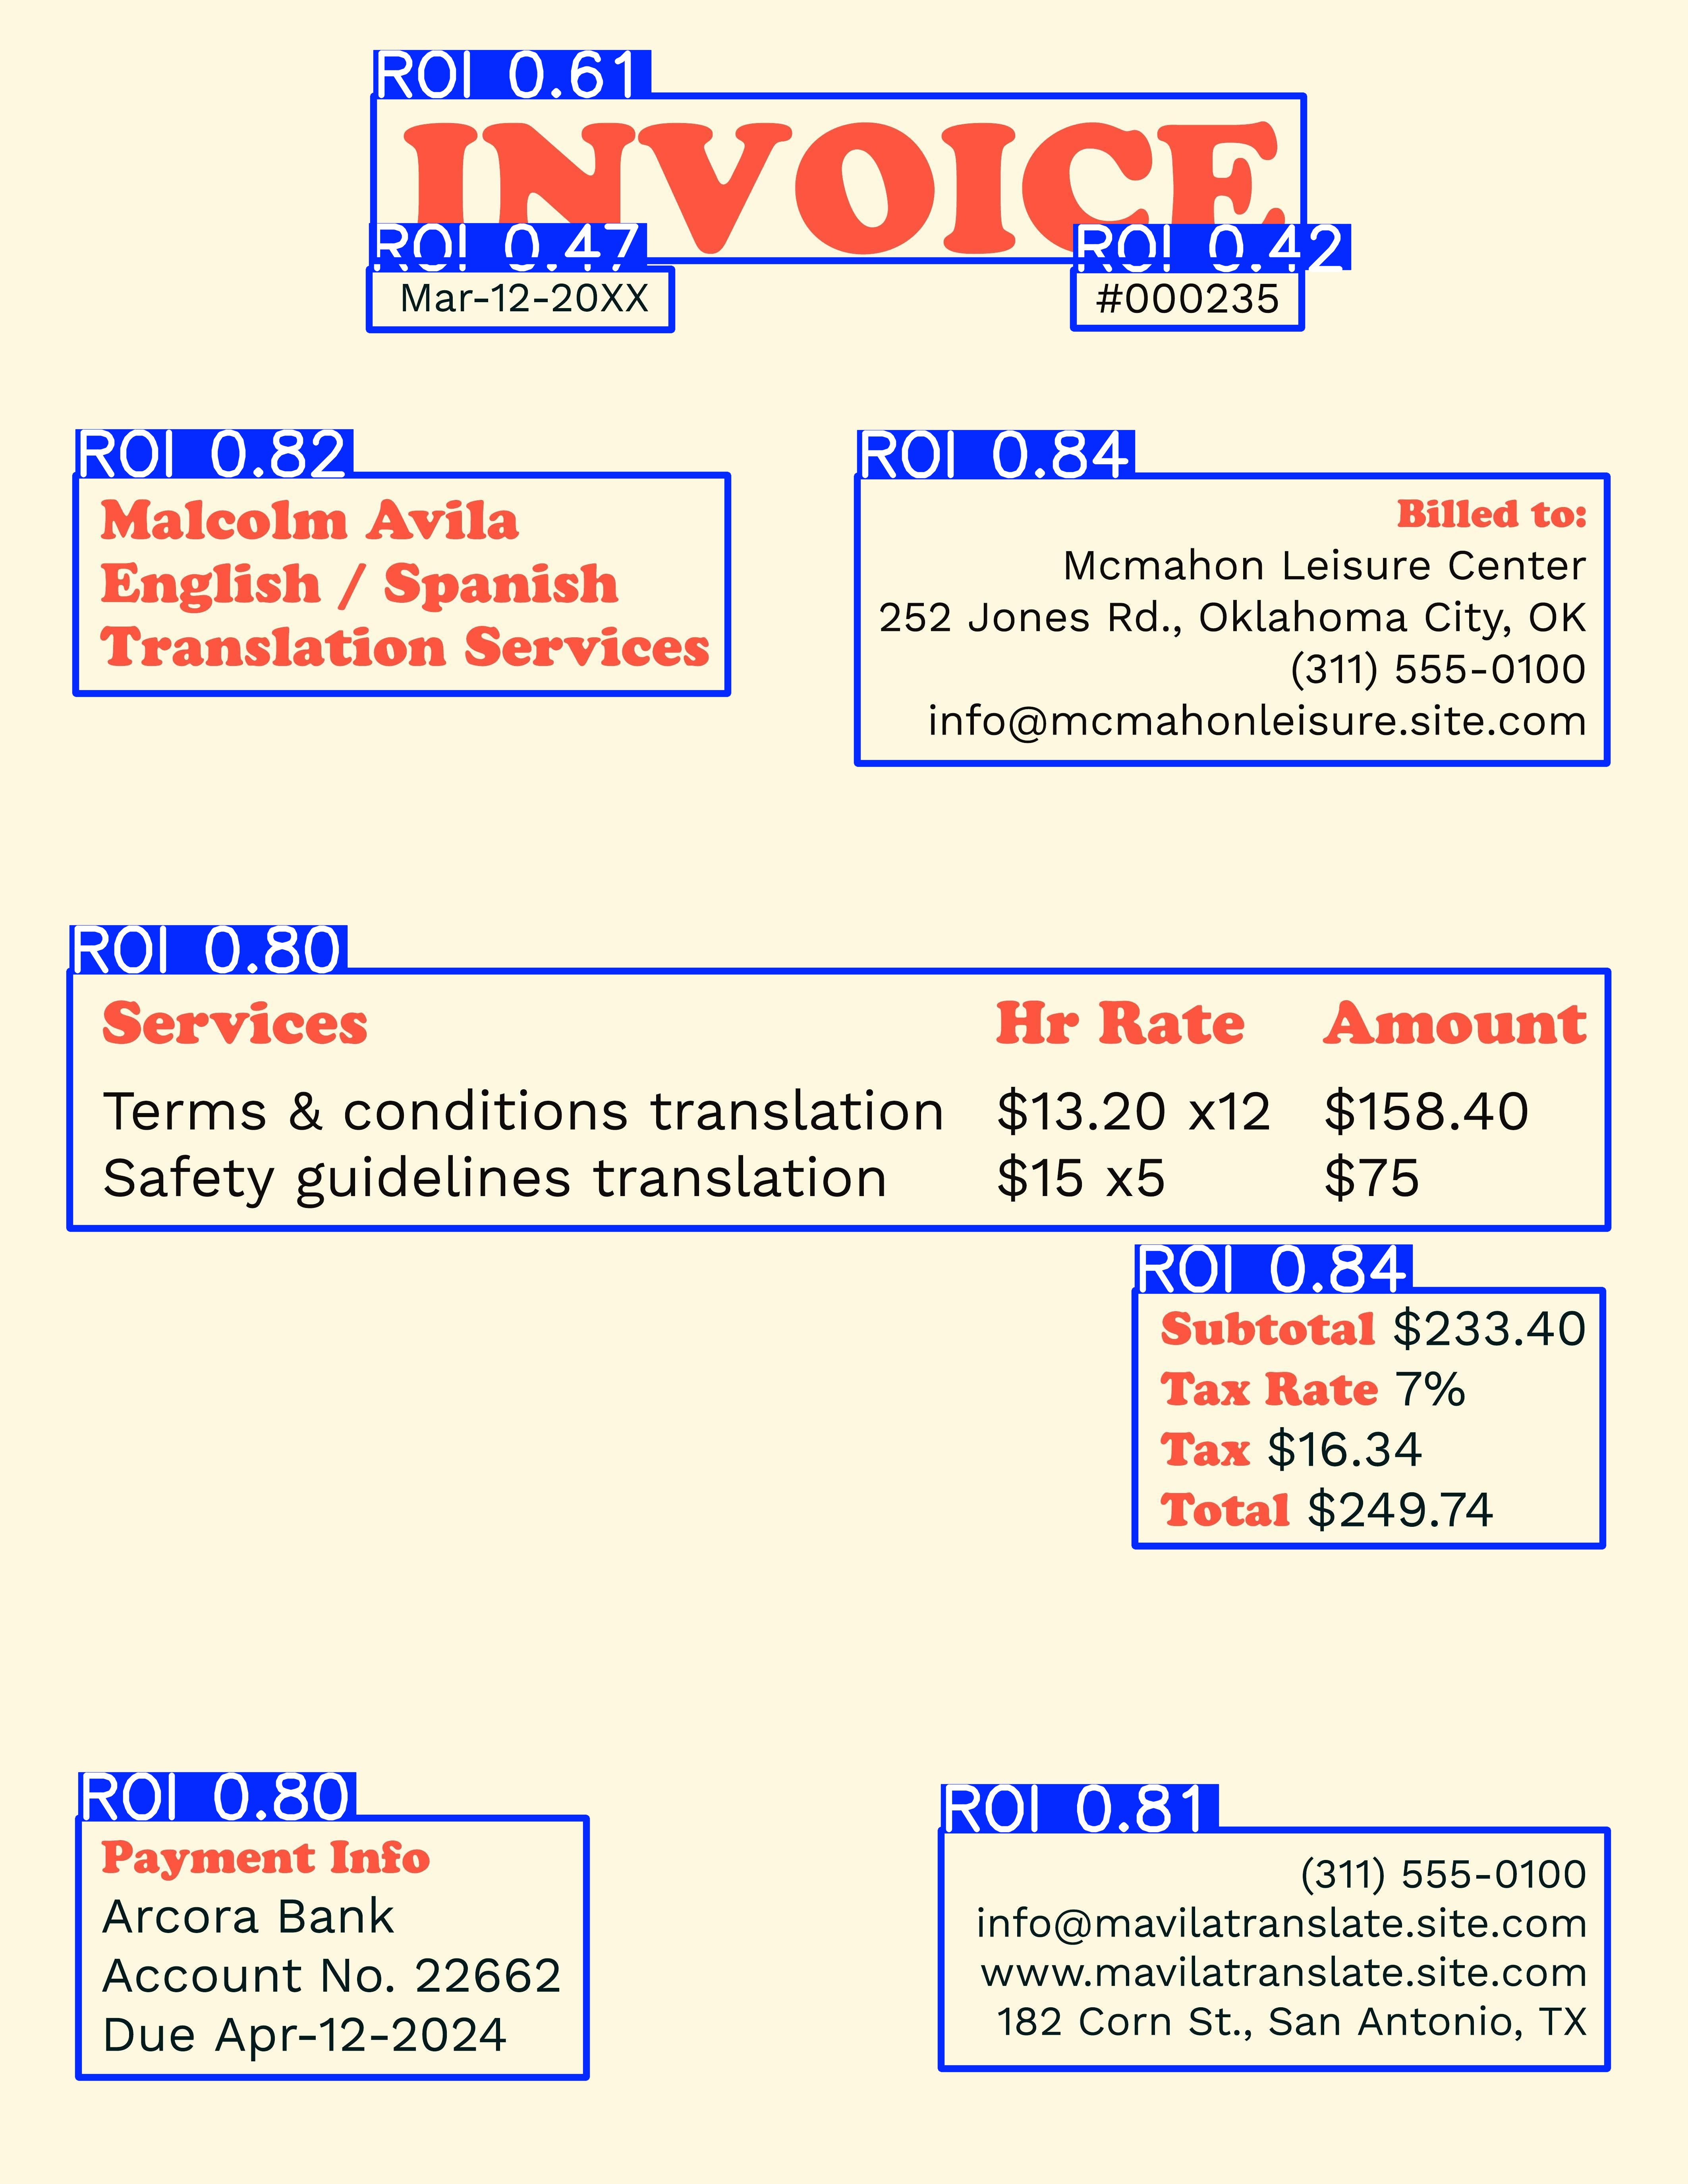 ROI 0.61
INVOICE
ROI 0.47
Mar-12-20XX
ROI 0.42
#000235
ROI 0.82
Malcolm Avila
English / Spanish
Translation Services
ROI 0.84
Billed to:
Mcmahon Leisure Center
252 Jones Rd., Oklahoma City, OK
(311) 555-0100
info@mcmahonleisure.site.com
ROI 0.80
Services Hr Rate Amount
Terms & conditions translation $13.20 x12 $158.40
Safety guidelines translation $15 x5 $75
ROI 0.84
Subtotal $233.40
Tax Rate 7%
Tax $16.34
Total $249.74
ROI 0.80
Payment Info
Arcora Bank
Account No. 22662
Due Apr-12-2024
ROI 0.81
(311) 555-0100
info@mavilatranslate.site.com
www.mavilatranslate.site.com
182 Corn St., San Antonio, TX